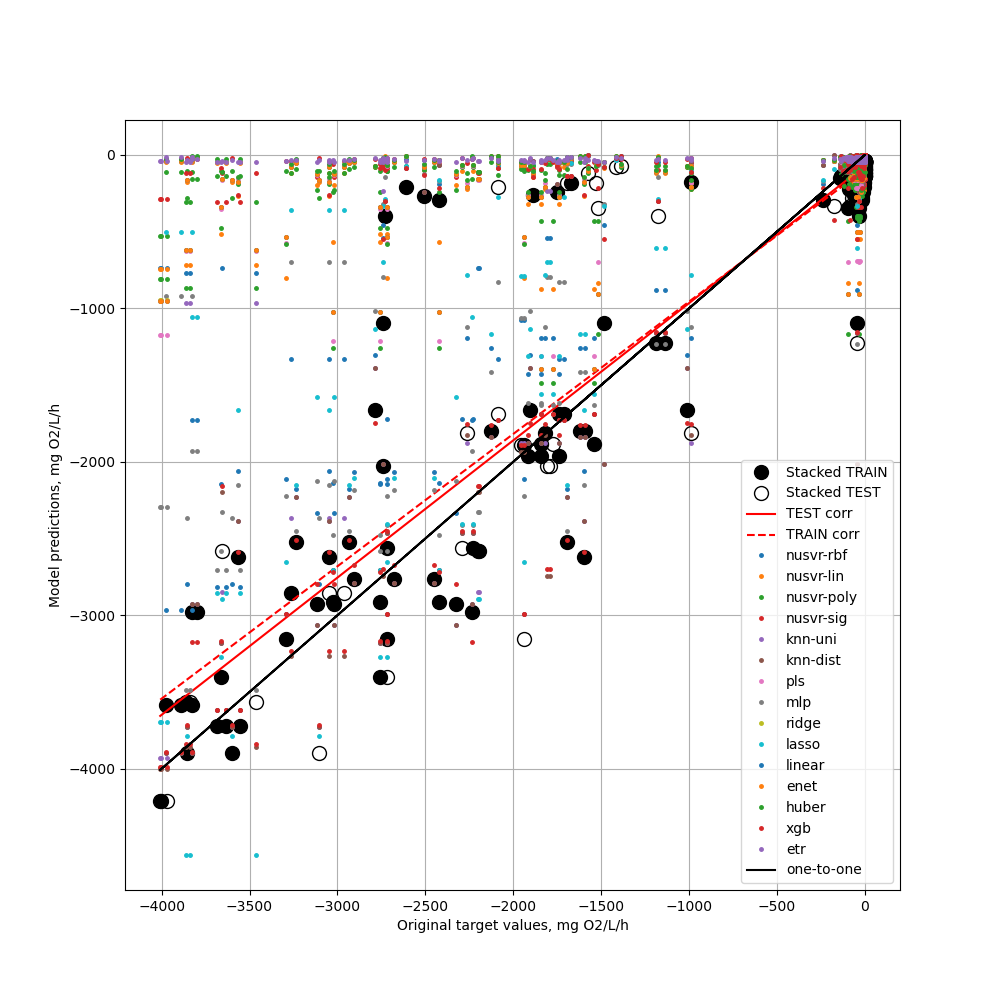 0
−1000
−2000
−3000
−4000
Model predictions, mg O2/L/h
−4000 −3500 −3000 −2500 −2000 −1500 −1000 −500 0
Original target values, mg O2/L/h
Stacked TRAIN
Stacked TEST
TEST corr
TRAIN corr
nusvr-rbf
nusvr-lin
nusvr-poly
nusvr-sig
knn-uni
knn-dist
pls
mlp
ridge
lasso
linear
enet
huber
xgb
etr
one-to-one